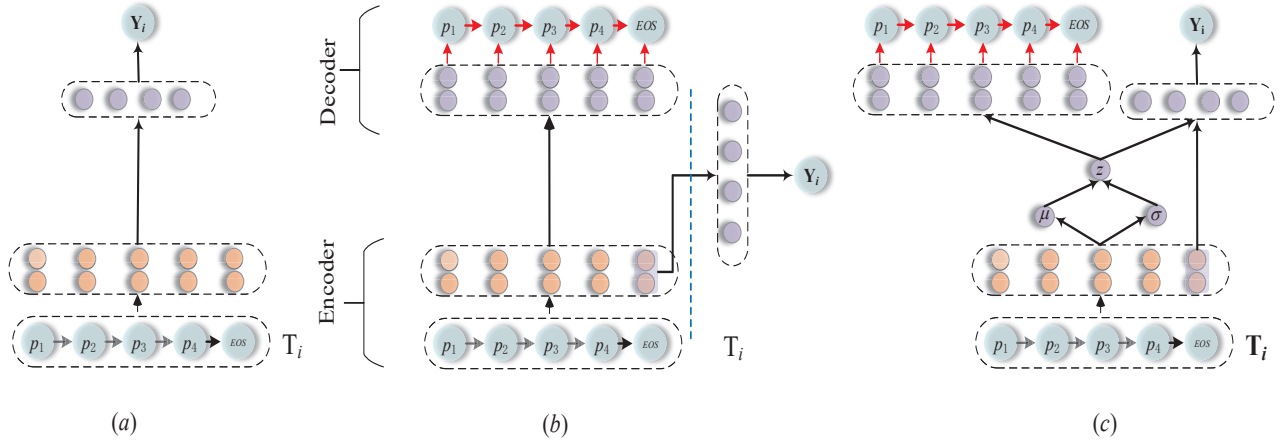 Y_i
p_1 p_2 p_3 p_4 EOS T_i
(a)
Decoder
Encoder
p_1 p_2 p_3 p_4 EOS
Y_i
p_1 p_2 p_3 p_4 EOS T_i
(b)
p_1 p_2 p_3 p_4 EOS
Y_i
z
μ σ
p_1 p_2 p_3 p_4 EOS T_i
(c)